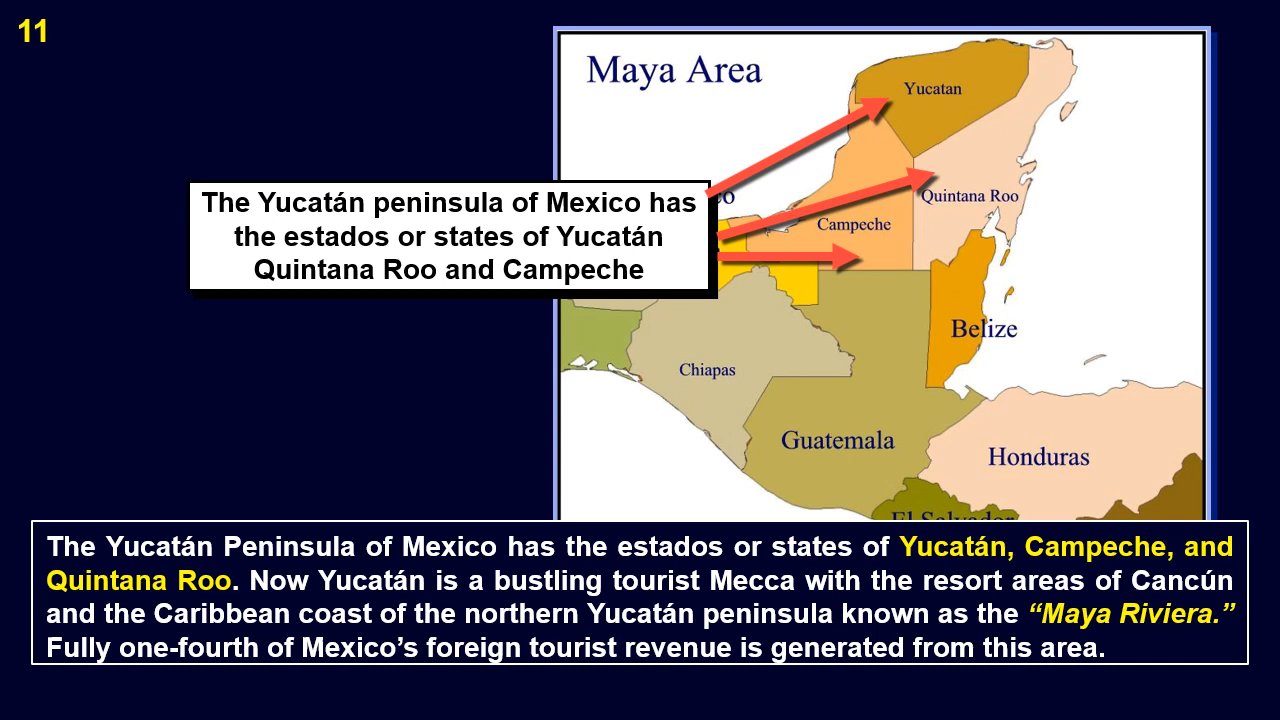 11
Maya Area
Yucatan
Quintana Roo
Campeche
The Yucatán peninsula of Mexico has
the estados or states of Yucatán
Quintana Roo and Campeche
Belize
Chiapas
Guatemala
Honduras
El Salvador
The Yucatán Peninsula of Mexico has the estados or states of Yucatán, Campeche, and
Quintana Roo. Now Yucatán is a bustling tourist Mecca with the resort areas of Cancún
and the Caribbean coast of the northern Yucatán peninsula known as the “Maya Riviera.”
Fully one-fourth of Mexico’s foreign tourist revenue is generated from this area.